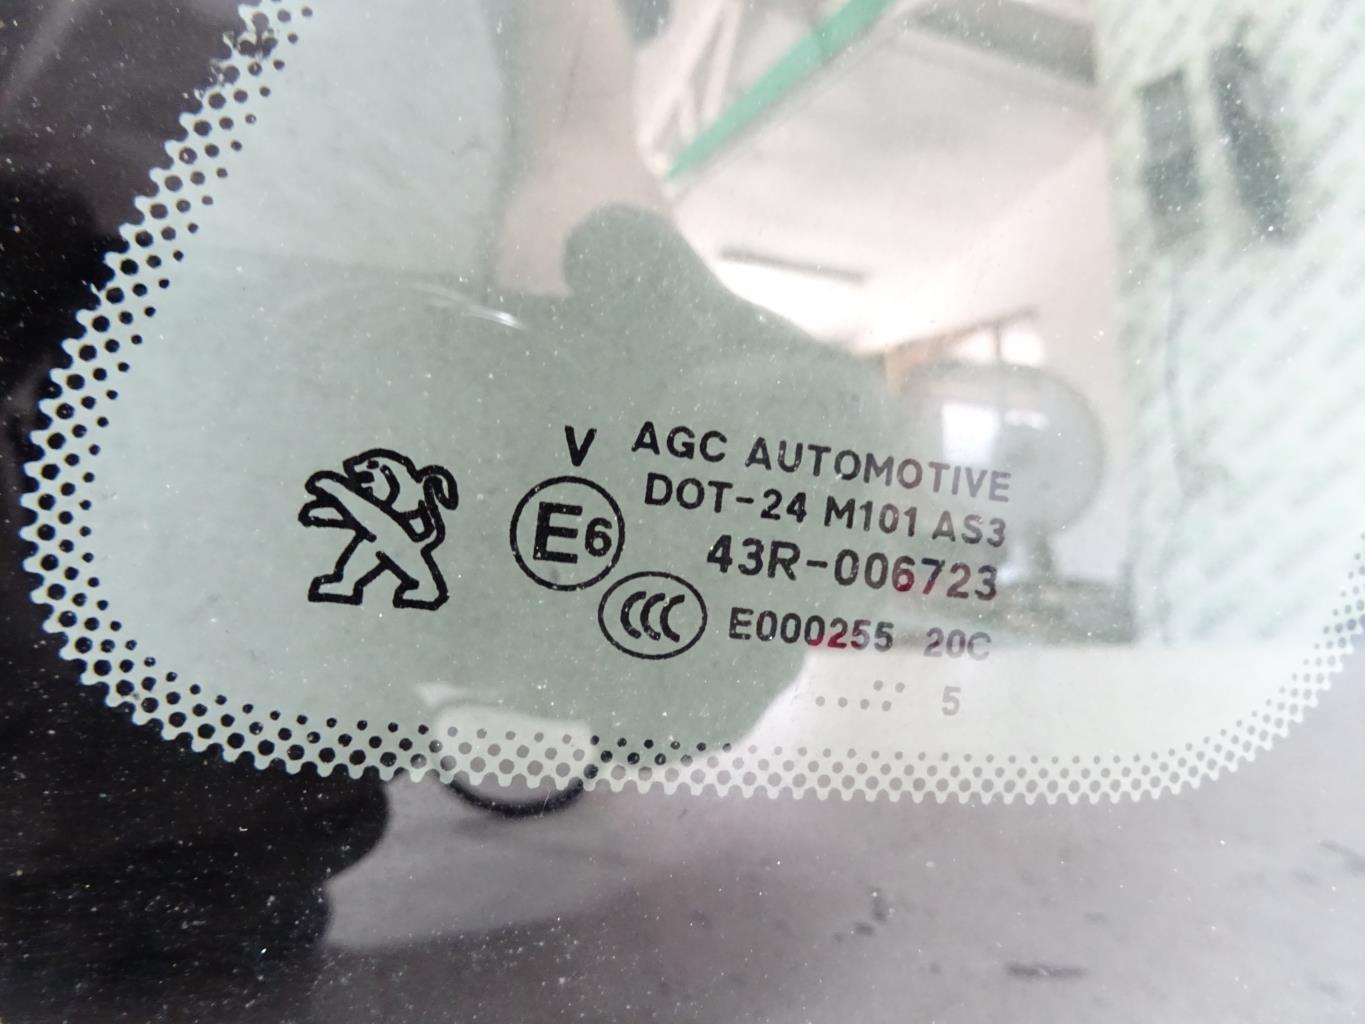 V AGC AUTOMOTIVE
DOT-24 M101 AS3
E6 43R-006723
CCC E000255 20C
..... 5